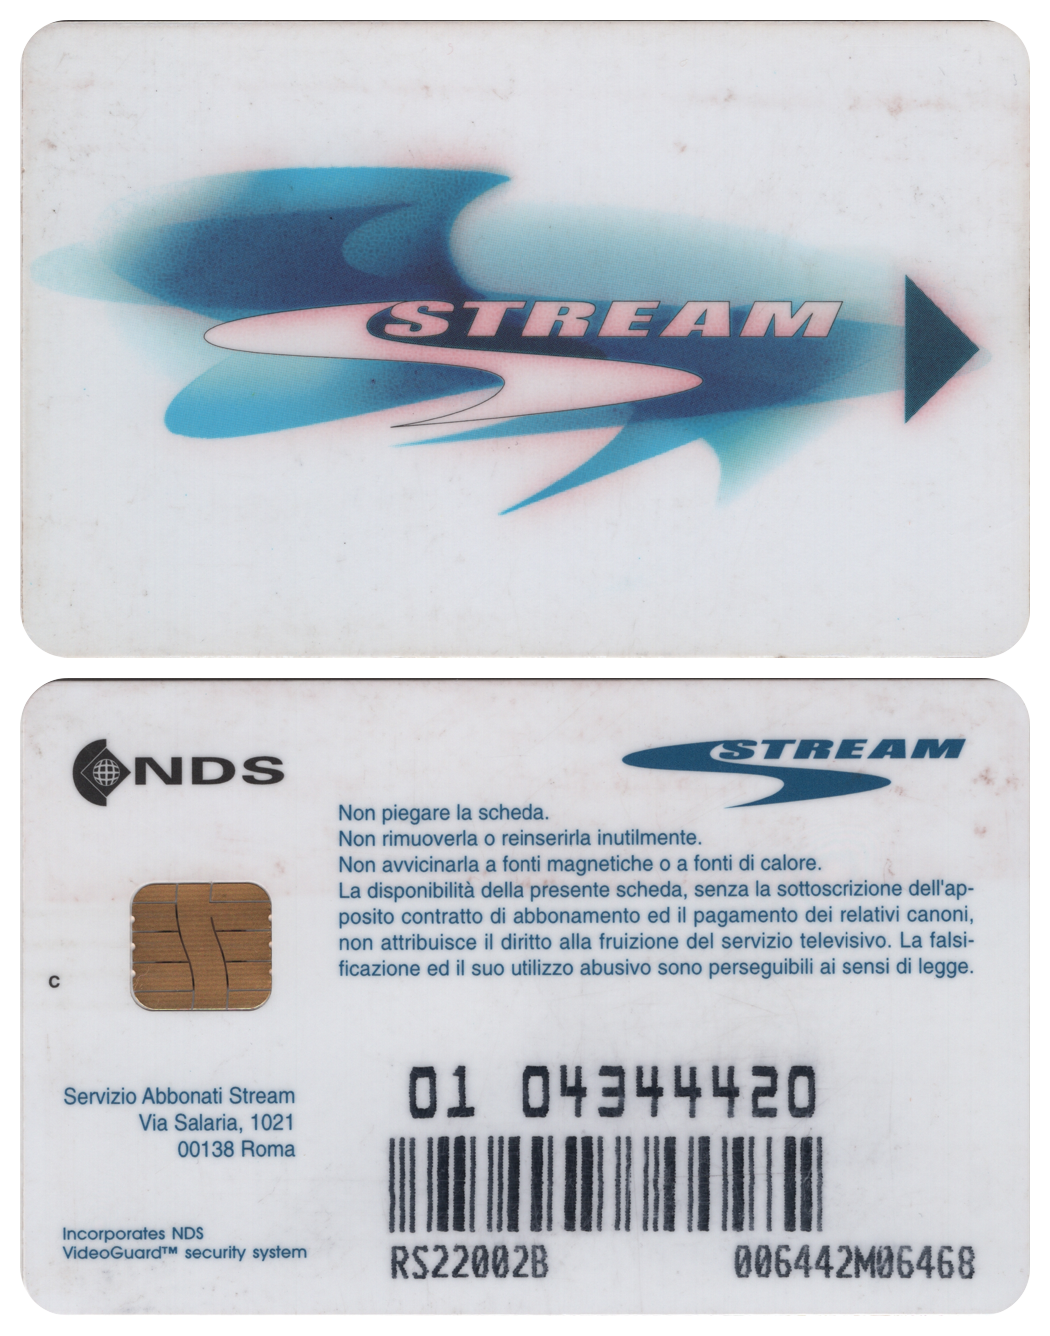 STREAM
NDS
STREAM
Non piegare la scheda.
Non rimuoverla o reinserirla inutilmente.
Non avvicinarla a fonti magnetiche o a fonti di calore.
La disponibilità della presente scheda, senza la sottoscrizione dell'ap-
posito contratto di abbonamento ed il pagamento dei relativi canoni,
non attribuisce il diritto alla fruizione del servizio televisivo. La falsi-
ficazione ed il suo utilizzo abusivo sono perseguibili ai sensi di legge.
C
Servizio Abbonati Stream
Via Salaria, 1021
00138 Roma
Incorporates NDS
VideoGuard™ security system
01 04344420
RS22002B 006442M06468